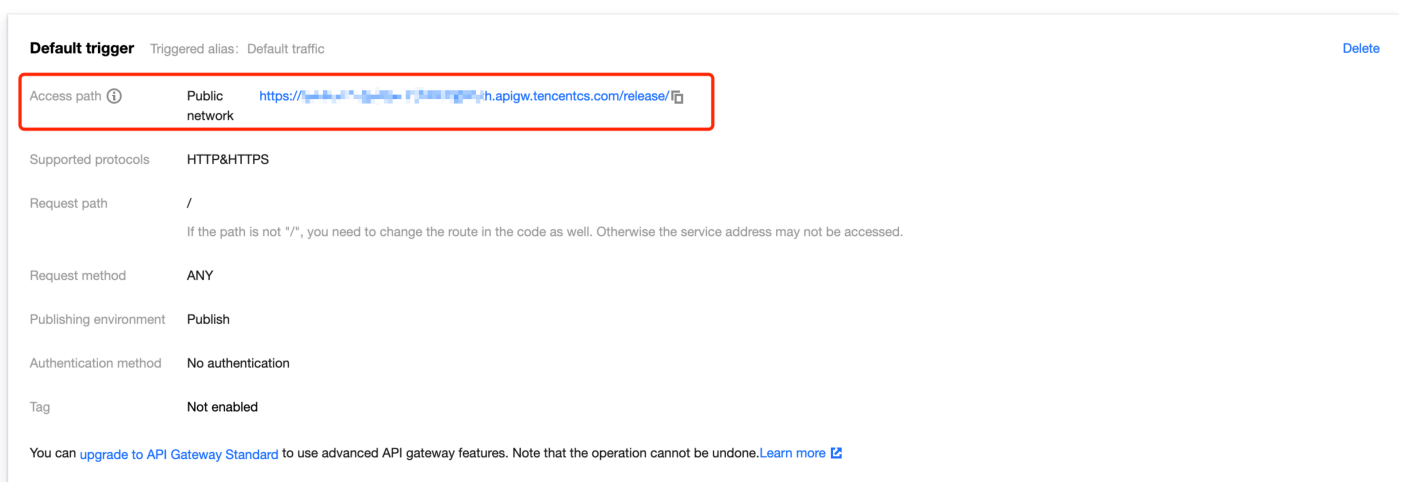 Default trigger Triggered alias: Default traffic Delete
Access path Public network https:// h.apigw.tencentcs.com/release/
Supported protocols HTTP&HTTPS
Request path /
If the path is not "/", you need to change the route in the code as well. Otherwise the service address may not be accessed.
Request method ANY
Publishing environment Publish
Authentication method No authentication
Tag Not enabled
You can upgrade to API Gateway Standard to use advanced API gateway features. Note that the operation cannot be undone.Learn more